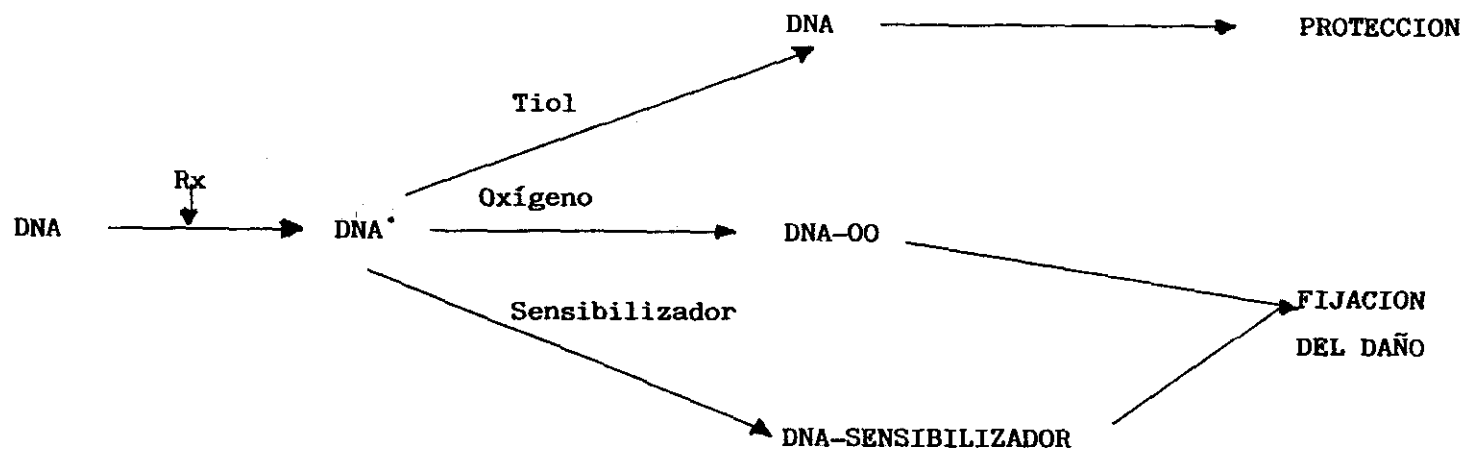 DNA
PROTECCION
Tiol
Rx
Oxígeno
DNA
DNA•
DNA-OO
Sensibilizador
FIJACION
DEL DAÑO
DNA-SENSIBILIZADOR